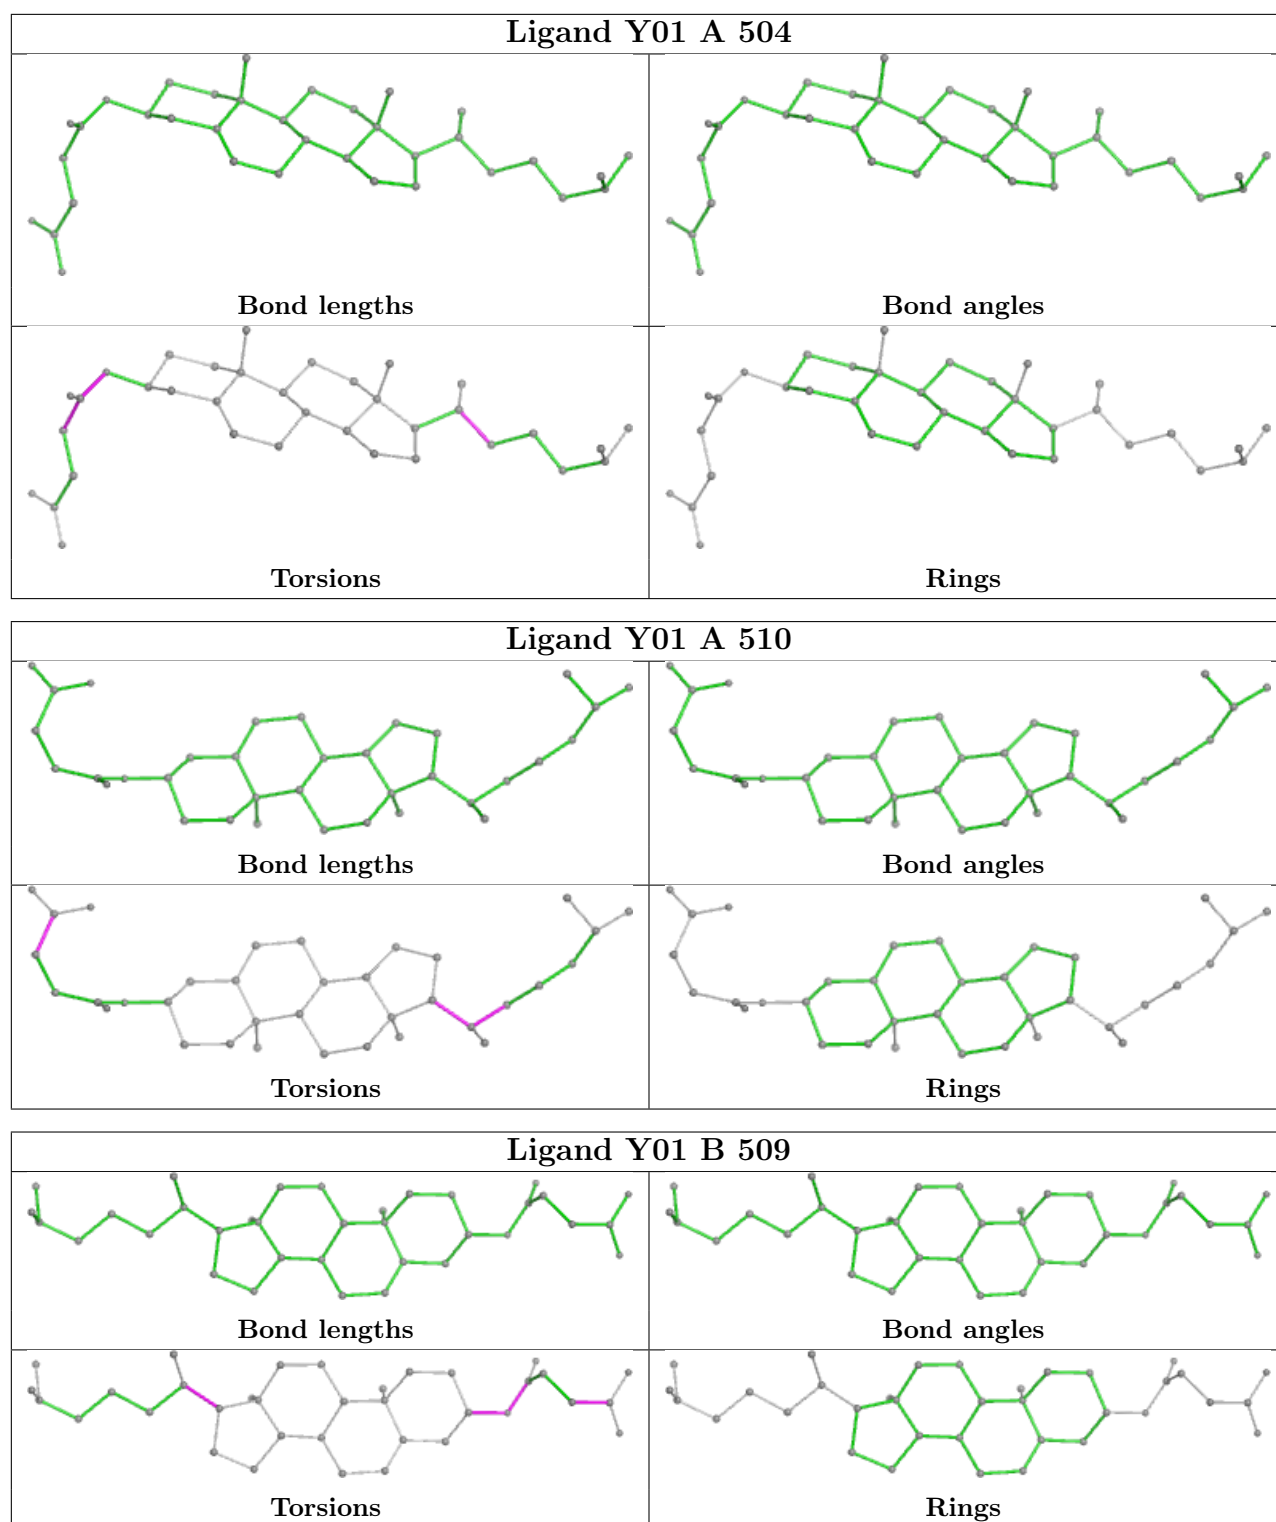 Ligand Y01 A 504
Bond lengths
Bond angles
Torsions
Rings
Ligand Y01 A 510
Bond lengths
Bond angles
Torsions
Rings
Ligand Y01 B 509
Bond lengths
Bond angles
Torsions
Rings